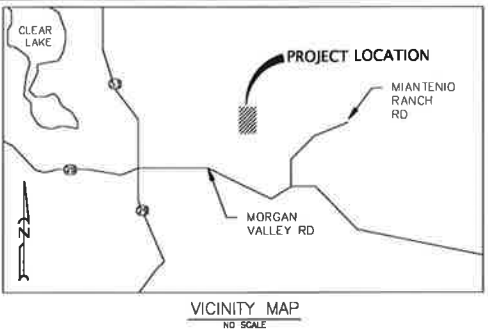 CLEAR
LAKE
PROJECT LOCATION
MIANTENIO
RANCH
RD
MORGAN
VALLEY RD
N
VICINITY MAP
NO SCALE